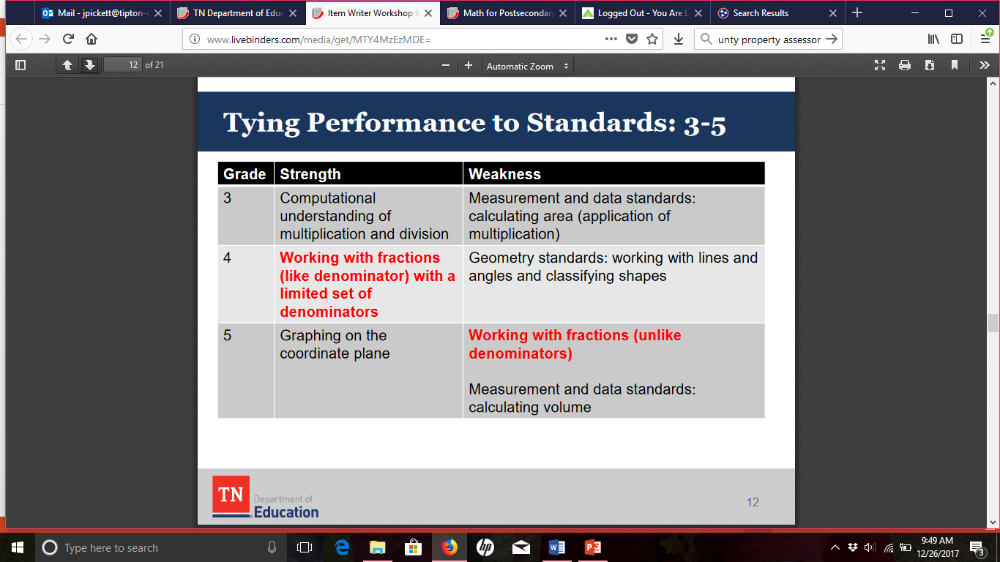 Mail - jpickett@tipton-
TN Department of Educ
Item Writer Workshop I
Math for Postsecondar
Logged Out - You Are L
Search Results
www.livebinders.com/media/get/MTY4MzEzMDE=
unty property assessor
12 of 21
Automatic Zoom
Tying Performance to Standards: 3-5
Grade Strength Weakness
3
Computational
understanding of
multiplication and division
Measurement and data standards:
calculating area (application of
multiplication)
4
Working with fractions
(like denominator) with a
limited set of
denominators
Geometry standards: working with lines and
angles and classifying shapes
5
Graphing on the
coordinate plane
Working with fractions (unlike
denominators)
Measurement and data standards:
calculating volume
TN
Department of
Education
12
Type here to search
hp
9:49 AM
12/26/2017
3